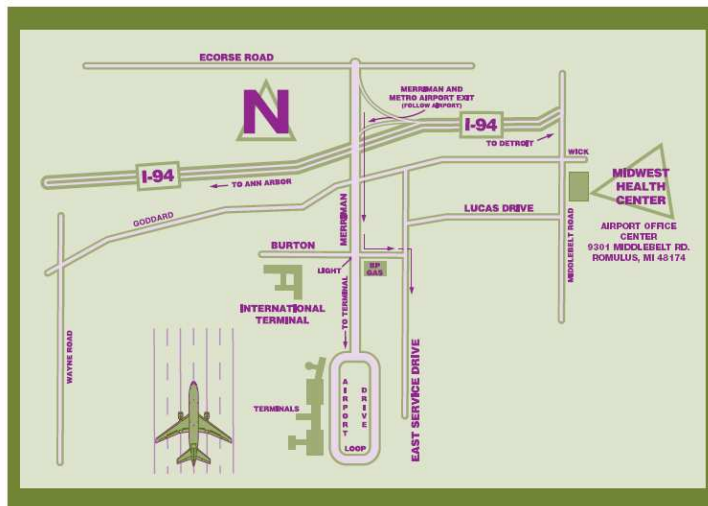 ECORSE ROAD
N
MERRIMAN AND
METRO AIRPORT EXIT
(FOLLOW AIRPORT)
I-94
TO DETROIT
WICK
I-94
TO ANN ARBOR
MIDWEST
HEALTH
CENTER
AIRPORT OFFICE
CENTER
9301 MIDDLEBELT RD.
ROMULUS, MI 48174
MIDDLEBELT ROAD
GODDARD
MERRIMAN
LUCAS DRIVE
BURTON
LIGHT
BP
GAS
INTERNATIONAL
TERMINAL
TO TERMINAL
WAYNE ROAD
TERMINALS
AIRPORT
DRIVE
LOOP
EAST SERVICE DRIVE